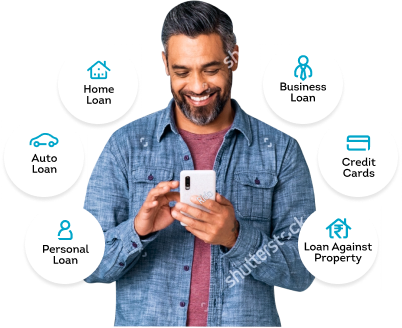 Home
Loan
Business
Loan
Auto
Loan
Credit
Cards
Personal
Loan
Loan Against
Property
shutterstock